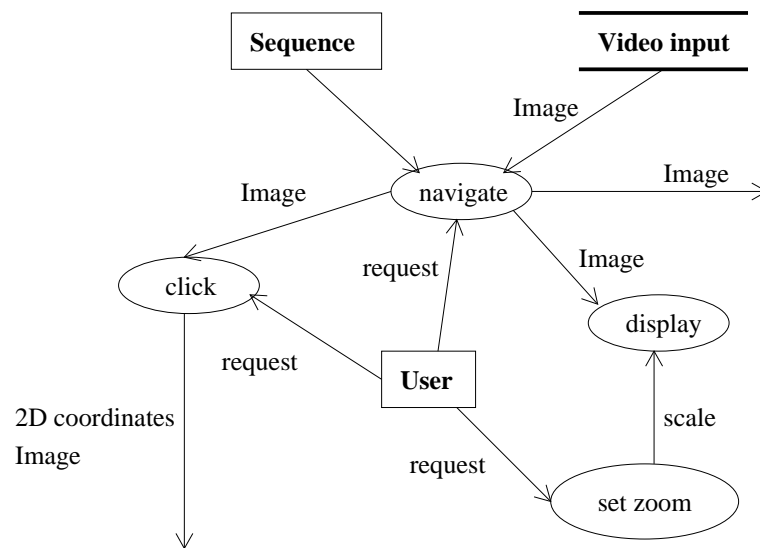 Sequence
Video input
Image
Image
navigate
Image
request
Image
click
display
request
User
2D coordinates
Image
scale
request
set zoom